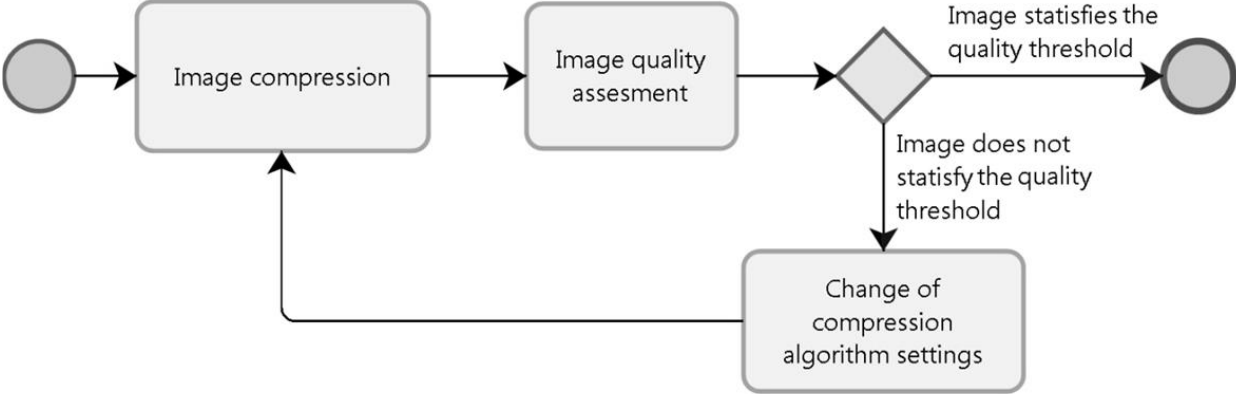 Image compression
Image quality
assesment
Image statisfies the
quality threshold
Image does not
statisfy the quality
threshold
Change of
compression
algorithm settings